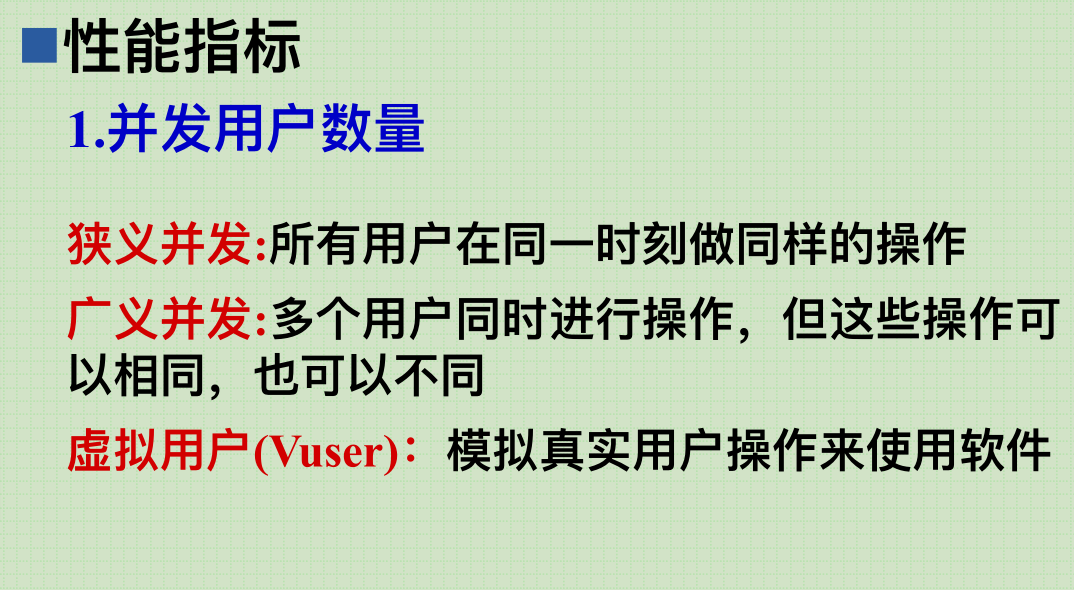 性能指标
1.并发用户数量
狭义并发:所有用户在同一时刻做同样的操作
广义并发:多个用户同时进行操作，但这些操作可
以相同，也可以不同
虚拟用户(Vuser)：模拟真实用户操作来使用软件